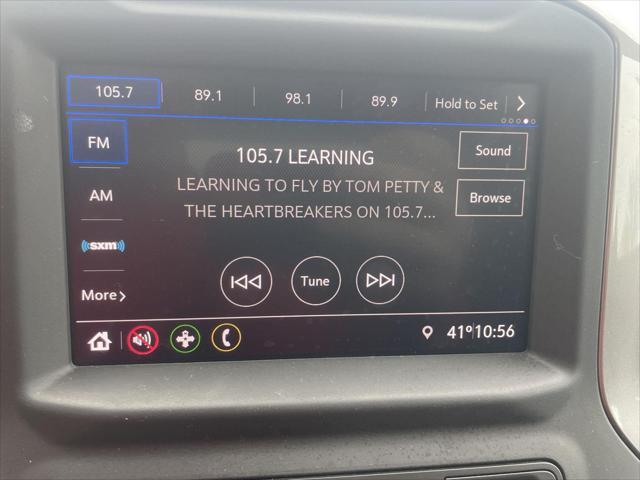 105.7 89.1 98.1 89.9 Hold to Set
FM
105.7 LEARNING
Sound
LEARNING TO FLY BY TOM PETTY &
THE HEARTBREAKERS ON 105.7...
AM
Browse
sxm
Tune
More
41° 10:56